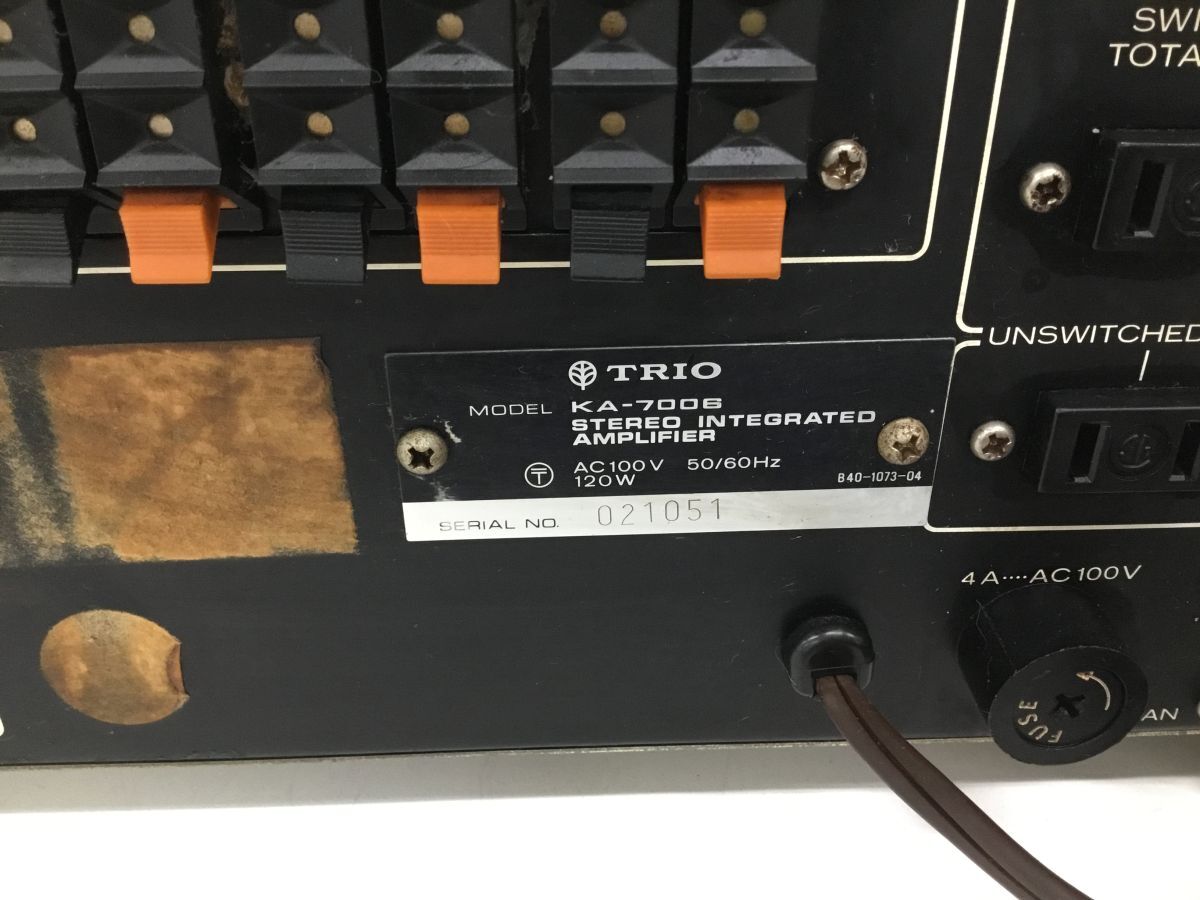 SWI
TOTA
UNSWITCHED
TRIO
MODEL KA-7006
STEREO INTEGRATED
AMPLIFIER
〒 AC100V 50/60Hz
120W
B40-1073-04
SERIAL NO. 021051
4A····AC100V
FUSE
AN